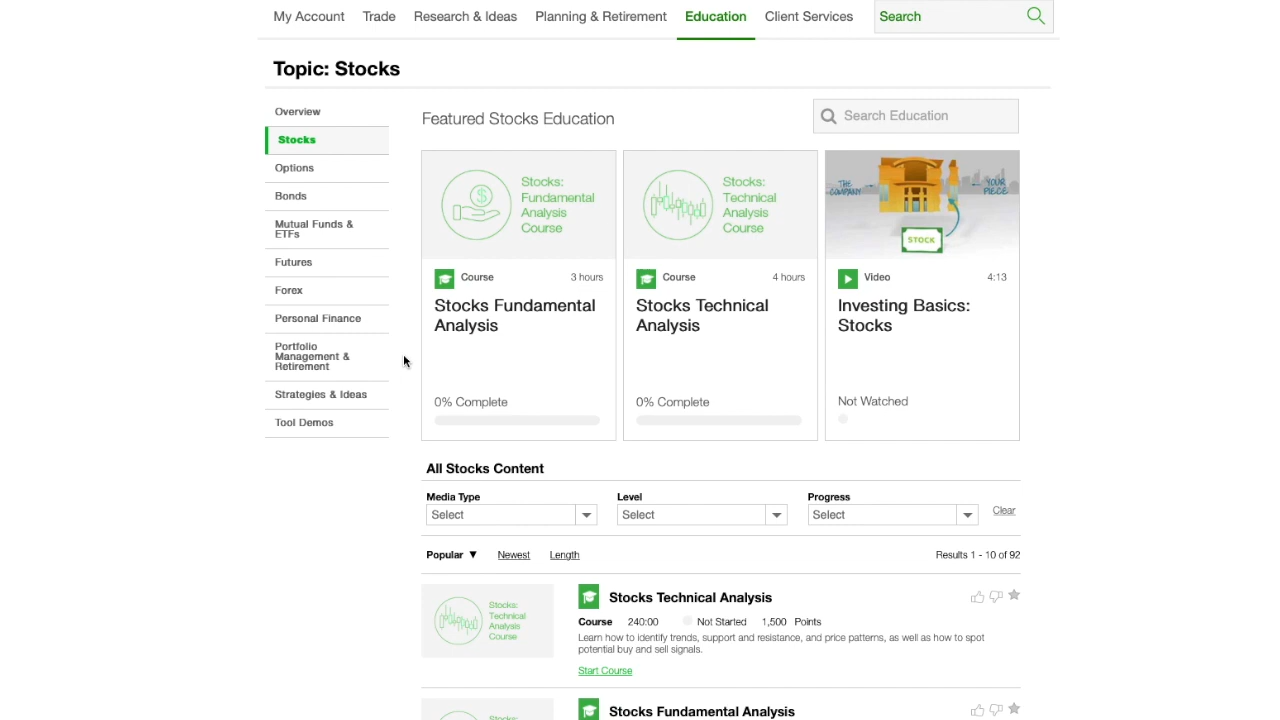 My Account Trade Research & Ideas Planning & Retirement Education Client Services Search
Topic: Stocks
Overview
Stocks
Options
Bonds
Mutual Funds &
ETFs
Futures
Forex
Personal Finance
Portfolio
Management &
Retirement
Strategies & Ideas
Tool Demos
Featured Stocks Education
Search Education
Stocks:
Fundamental
Analysis
Course
Course 3 hours
Stocks Fundamental
Analysis
0% Complete
Stocks:
Technical
Analysis
Course
Course 4 hours
Stocks Technical
Analysis
0% Complete
THE
COMPANY
YOUR
PIECE
STOCK
Video 4:13
Investing Basics:
Stocks
Not Watched
All Stocks Content
Media Type Level Progress
Select Select Select Clear
Popular ▼ Newest Length Results 1 - 10 of 92
Stocks:
Technical
Analysis
Course
Stocks Technical Analysis
Course 240:00 Not Started 1,500 Points
Learn how to identify trends, support and resistance, and price patterns, as well as how to spot
potential buy and sell signals.
Start Course
Stocks:
Stocks Fundamental Analysis